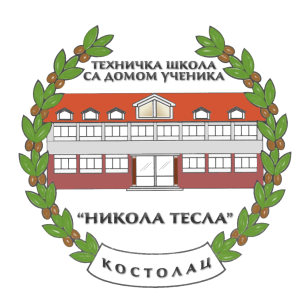 ТЕХНИЧКА ШКОЛА
СА ДОМОМ УЧЕНИКА
"НИКОЛА ТЕСЛА"
КОСТОЛАЦ